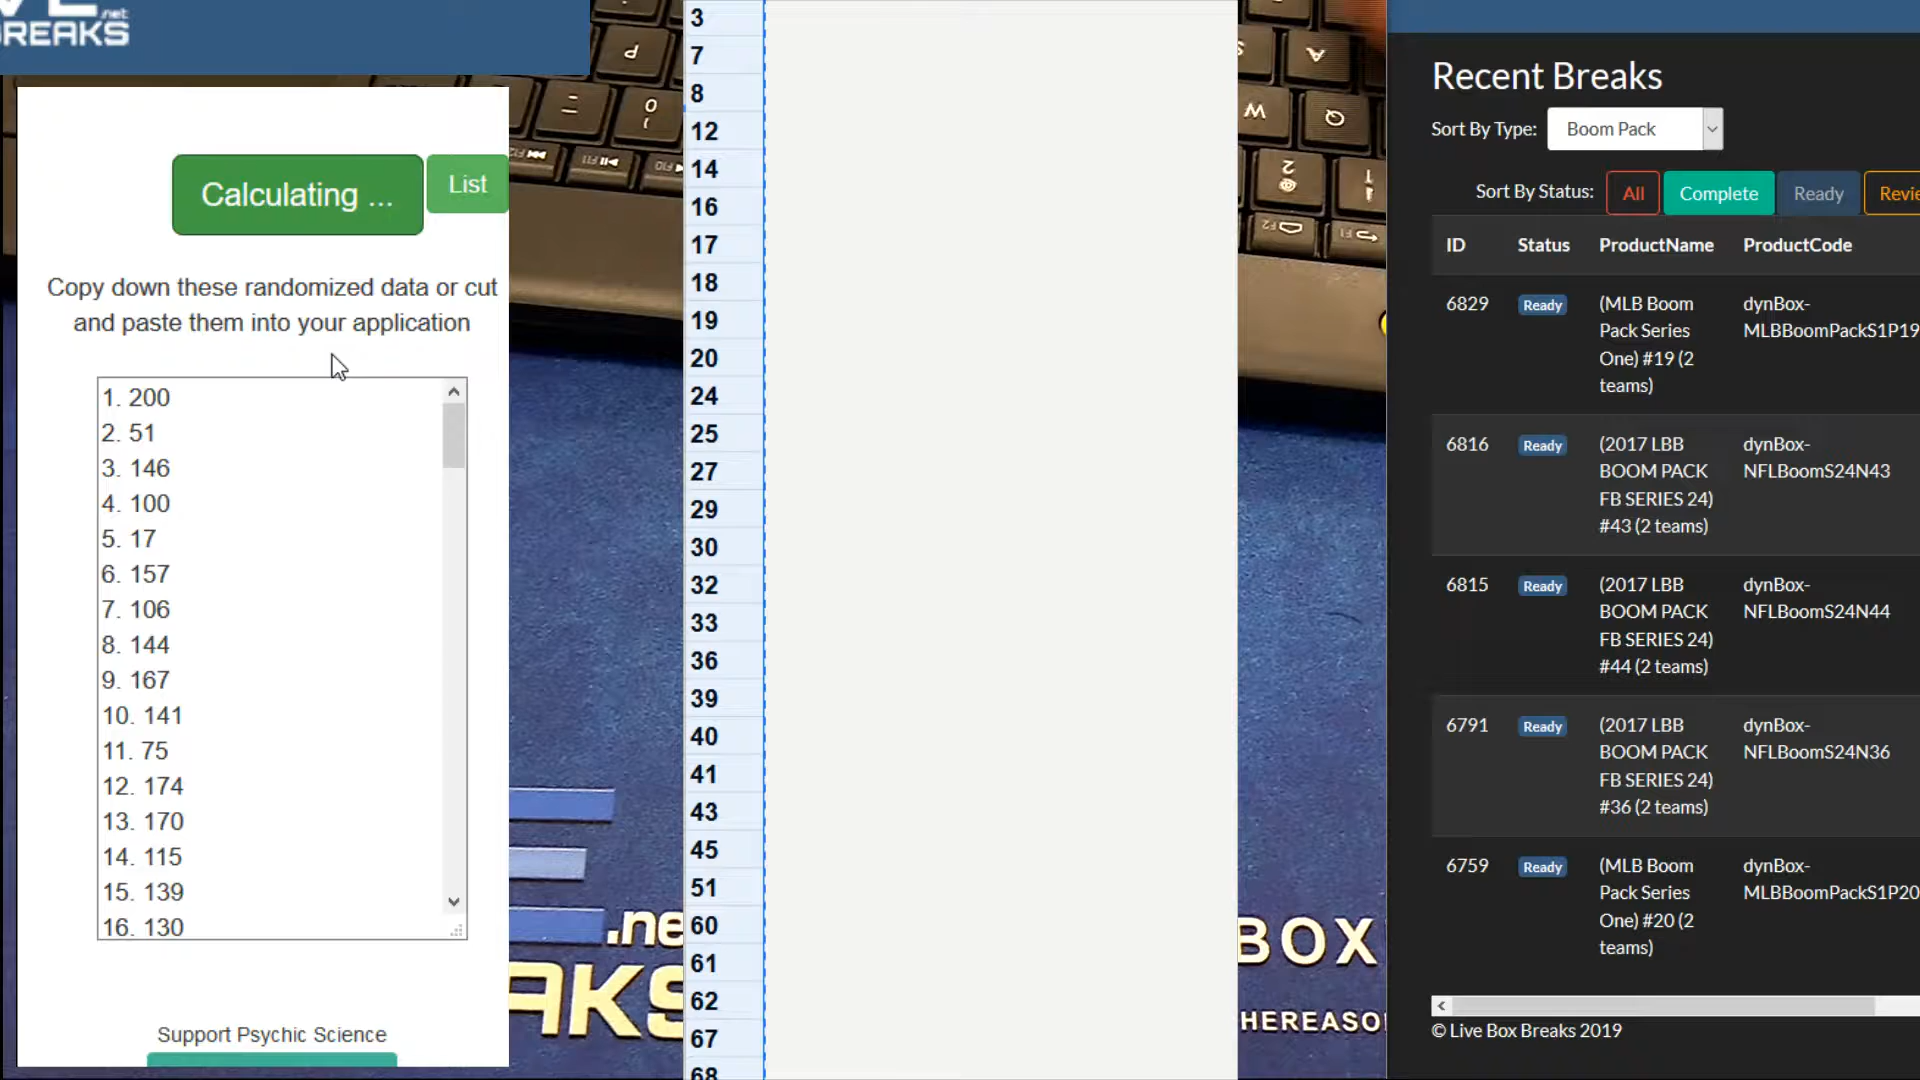 .net
BREAKS
Calculating ...
List
Copy down these randomized data or cut
and paste them into your application
1. 200
2. 51
3. 146
4. 100
5. 17
6. 157
7. 106
8. 144
9. 167
10. 141
11. 75
12. 174
13. 170
14. 115
15. 139
16. 130
Support Psychic Science
3
7
8
12
14
16
17
18
19
20
24
25
27
29
30
32
33
36
39
40
41
43
45
51
60
61
62
67
68
BOX
HEREASO
Recent Breaks
Sort By Type: Boom Pack
Sort By Status: All Complete Ready Revie
ID Status ProductName ProductCode
6829 Ready (MLB Boom
Pack Series
One) #19 (2
teams)
dynBox-
MLBBoomPackS1P19
6816 Ready (2017 LBB
BOOM PACK
FB SERIES 24)
#43 (2 teams)
dynBox-
NFLBoomS24N43
6815 Ready (2017 LBB
BOOM PACK
FB SERIES 24)
#44 (2 teams)
dynBox-
NFLBoomS24N44
6791 Ready (2017 LBB
BOOM PACK
FB SERIES 24)
#36 (2 teams)
dynBox-
NFLBoomS24N36
6759 Ready (MLB Boom
Pack Series
One) #20 (2
teams)
dynBox-
MLBBoomPackS1P20
© Live Box Breaks 2019